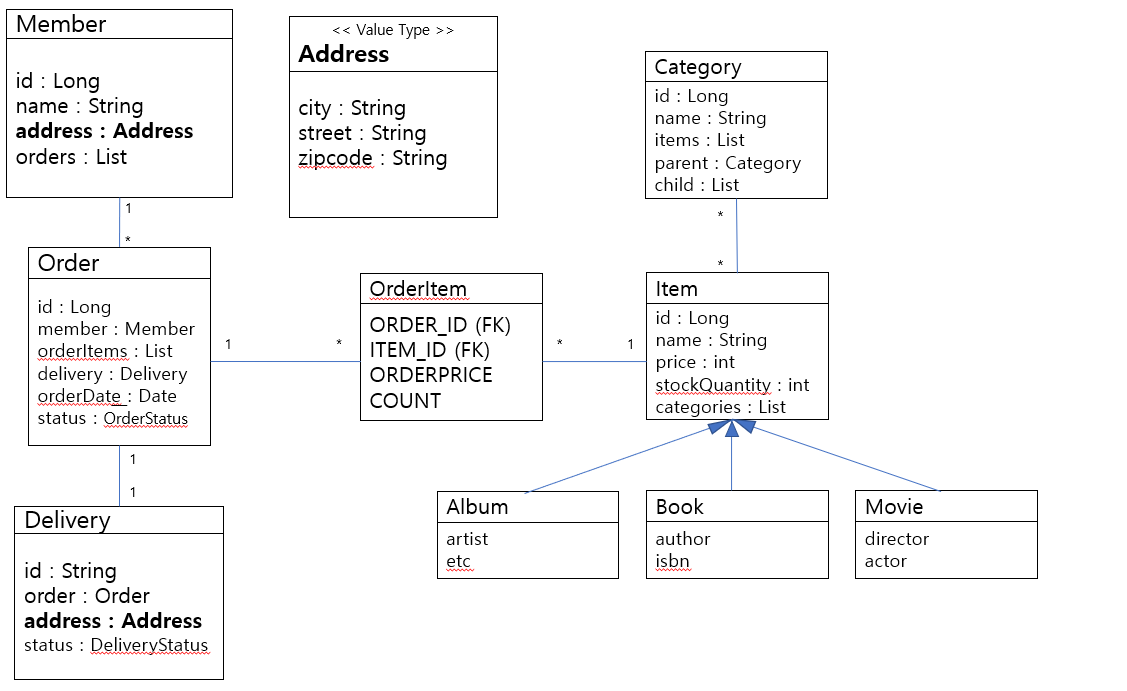 Member
id : Long
name : String
address : Address
orders : List
<< Value Type >>
Address
city : String
street : String
zipcode : String
Category
id : Long
name : String
items : List
parent : Category
child : List
1
*
*
*
Order
id : Long
member : Member
orderItems : List
delivery : Delivery
orderDate : Date
status : OrderStatus
1
*
OrderItem
ORDER_ID (FK)
ITEM_ID (FK)
ORDERPRICE
COUNT
*
1
Item
id : Long
name : String
price : int
stockQuantity : int
categories : List
1
1
Delivery
id : String
order : Order
address : Address
status : DeliveryStatus
Album
artist
etc
Book
author
isbn
Movie
director
actor